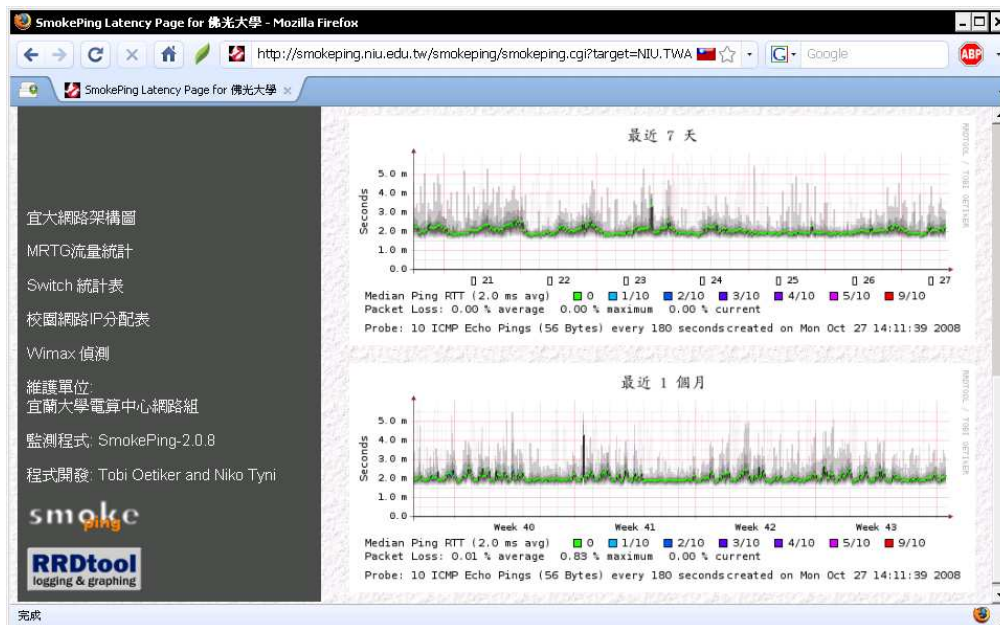 SmokePing Latency Page for 佛光大學 - Mozilla Firefox
http://smokeping.niu.edu.tw/smokeping/smokeping.cgi?target=NIU.TWA
Google
ABP
SmokePing Latency Page for 佛光大學
宜大網路架構圖
MRTG流量統計
Switch 統計表
校園網路IP分配表
Wimax 偵測
維護單位:
宜蘭大學電算中心網路組
監測程式: SmokePing-2.0.8
程式開發: Tobi Oetiker and Niko Tyni
smoke
ping
RRDtool
logging & graphing
最近 7 天
RRDTOOL / TOBI OETIKER
Seconds
5.0 m
4.0 m
3.0 m
2.0 m
1.0 m
0.0
21 22 23 24 25 26 27
Median Ping RTT (2.0 ms avg) 0 1/10 2/10 3/10 4/10 5/10 9/10
Packet Loss: 0.00 % average 0.00 % maximum 0.00 % current
Probe: 10 ICMP Echo Pings (56 Bytes) every 180 seconds created on Mon Oct 27 14:11:39 2008
最近 1 個月
RRDTOOL / TOBI OETIKER
Seconds
5.0 m
4.0 m
3.0 m
2.0 m
1.0 m
0.0
Week 40 Week 41 Week 42 Week 43
Median Ping RTT (2.0 ms avg) 0 1/10 2/10 3/10 4/10 5/10 9/10
Packet Loss: 0.01 % average 0.83 % maximum 0.00 % current
Probe: 10 ICMP Echo Pings (56 Bytes) every 180 seconds created on Mon Oct 27 14:11:39 2008
完成